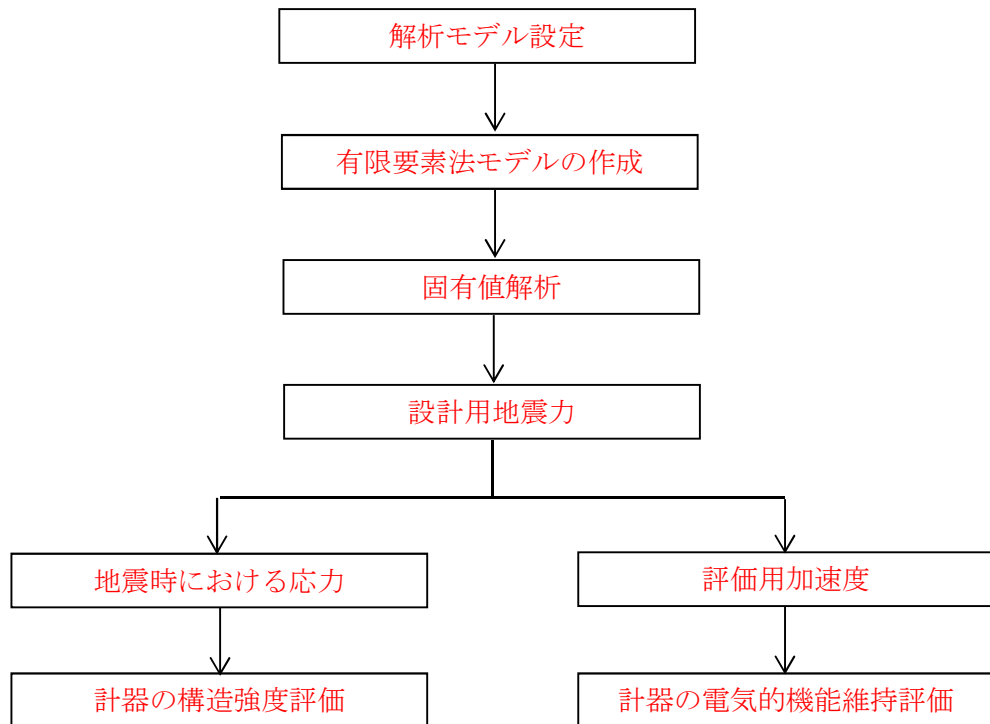 解析モデル設定
有限要素法モデルの作成
固有値解析
設計用地震力
地震時における応力
評価用加速度
計器の構造強度評価
計器の電気的機能維持評価